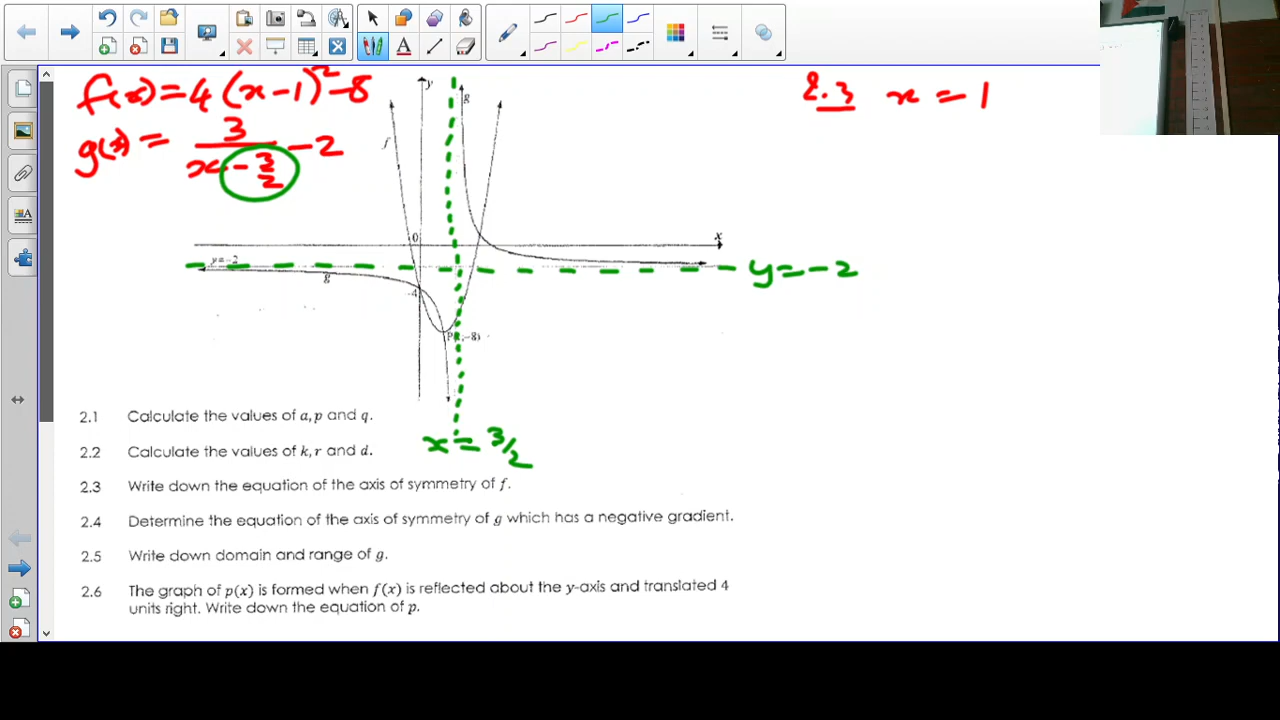 f(x) = 4(x - 1)² - 8
g(x) = 3/(x - 3/2) - 2
2.3 x = 1
y
g
f
0
x
y = -2
y = -2
g
-4
P( ;-8)
x = 3/2
2.1 Calculate the values of a, p and q.
2.2 Calculate the values of k, r and d.
2.3 Write down the equation of the axis of symmetry of f.
2.4 Determine the equation of the axis of symmetry of g which has a negative gradient.
2.5 Write down domain and range of g.
2.6 The graph of p(x) is formed when f(x) is reflected about the y-axis and translated 4
units right. Write down the equation of p.